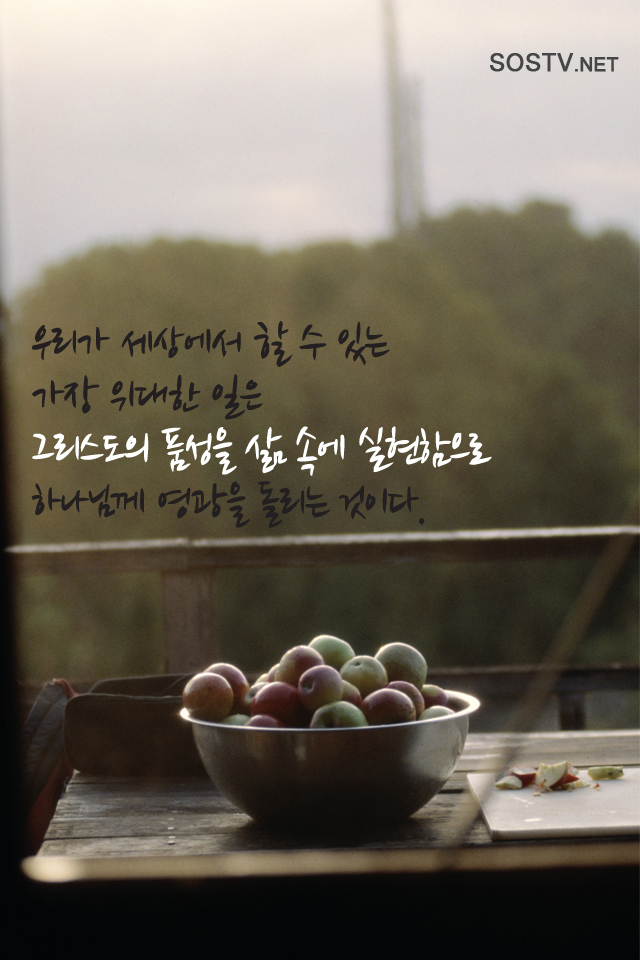 SOSTV.NET
우리가 세상에서 할 수 있는
가장 위대한 일은
그리스도의 품성을 삶 속에 실현함으로
하나님께 영광을 돌리는 것이다.